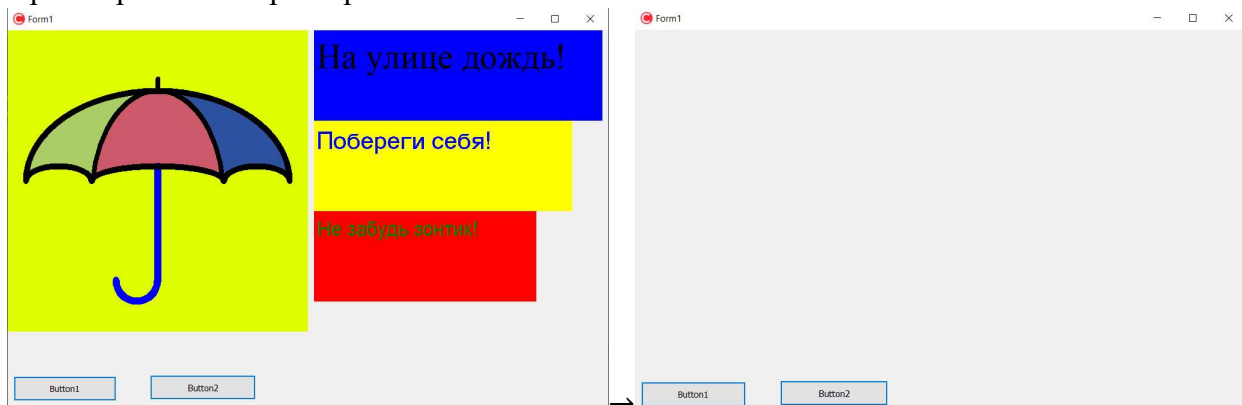 Form1
На улице дождь!
Побереги себя!
Не забудь зонтик!
Button1
Button2
→
Form1
Button1
Button2